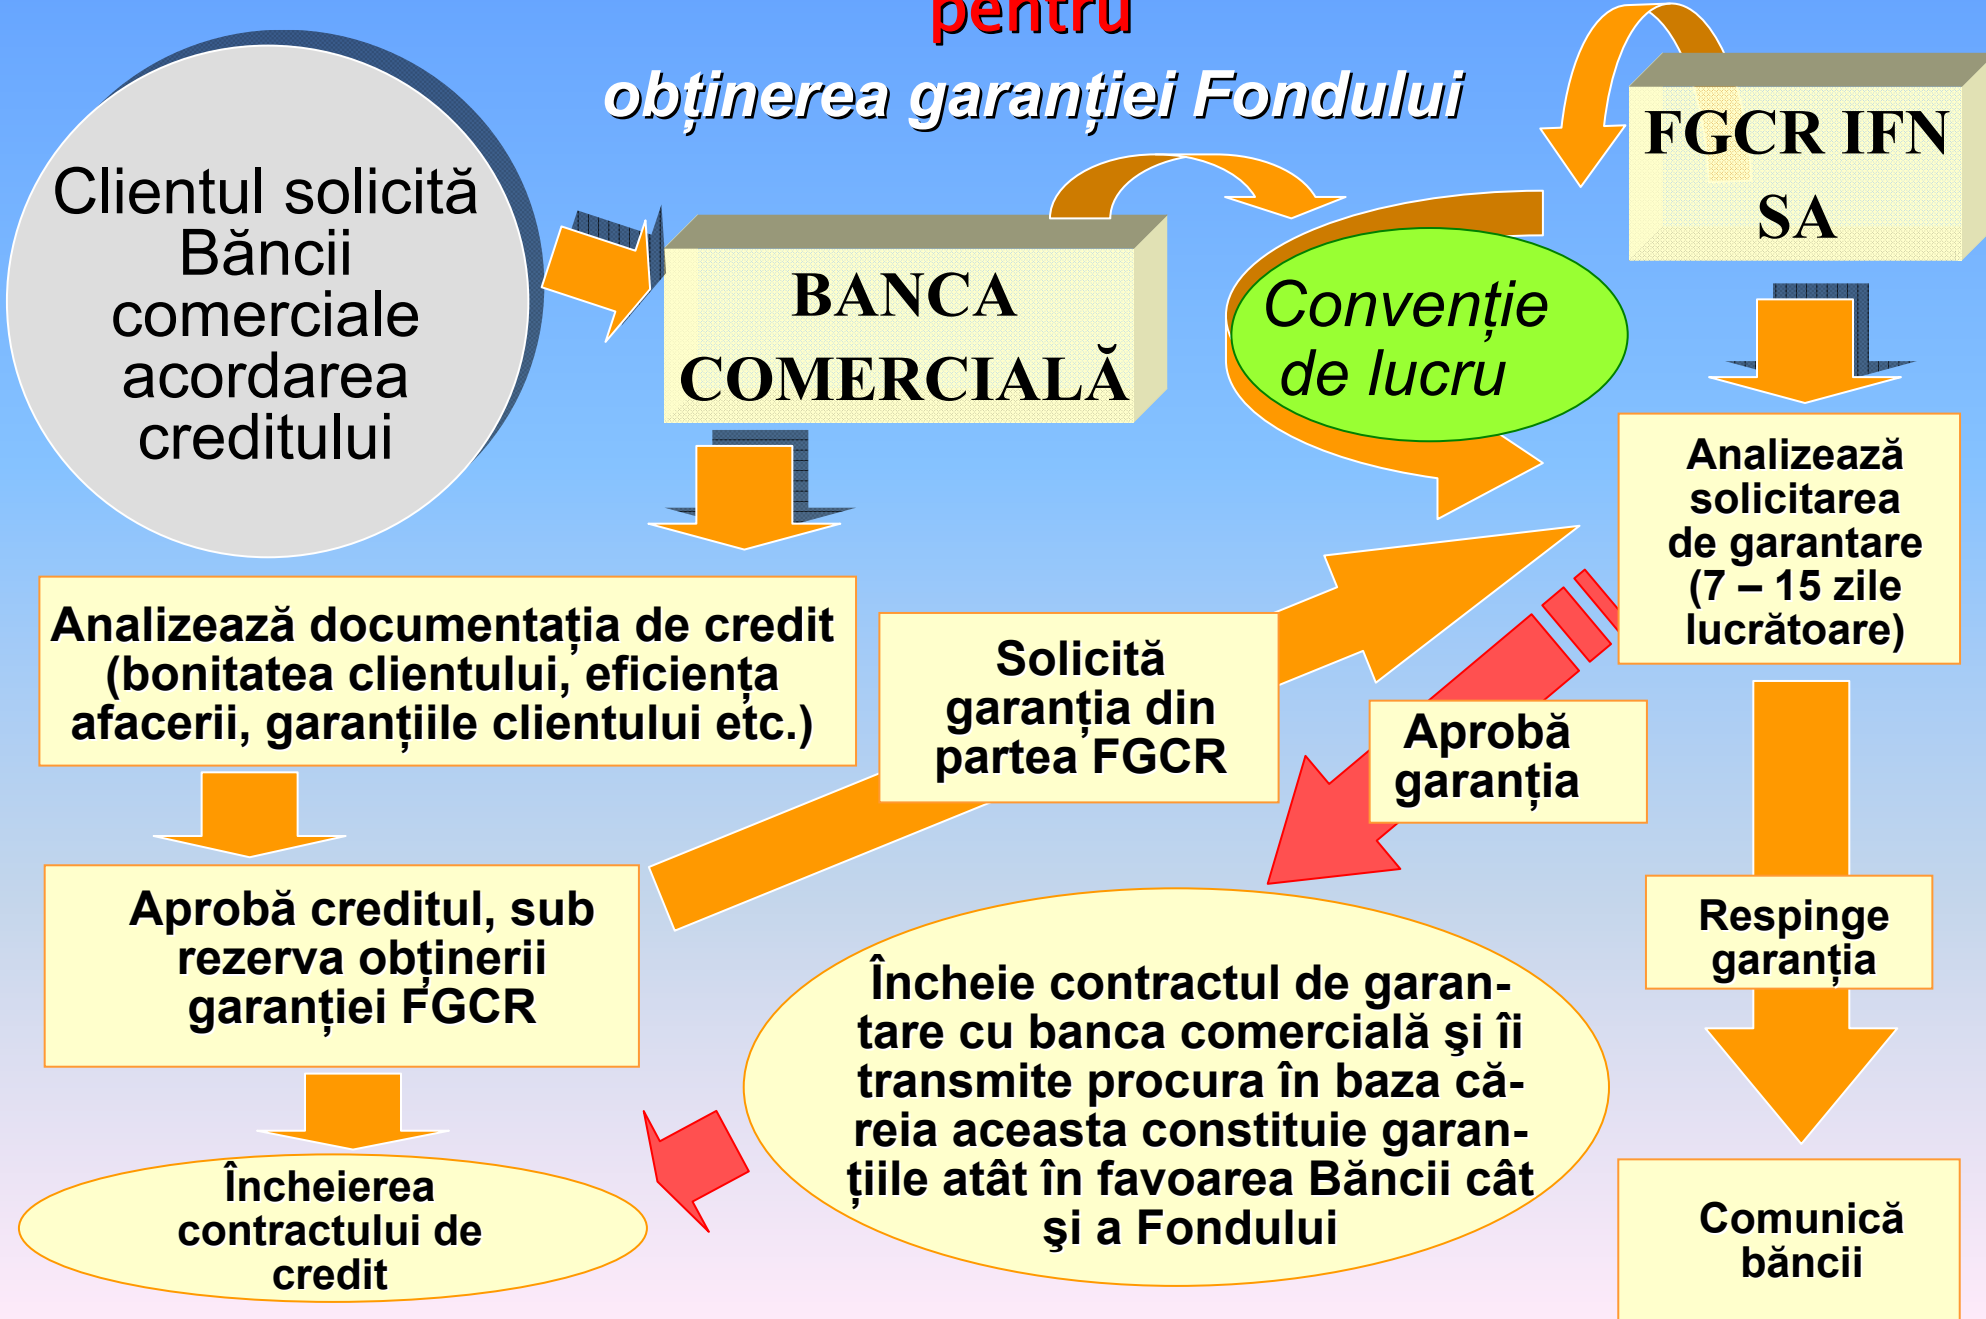 pentru
obținerea garanției Fondului
Clientul solicită
Băncii
comerciale
acordarea
creditului
BANCA
COMERCIALĂ
Convenție
de lucru
FGCR IFN
SA
Analizează
solicitarea
de garantare
(7 – 15 zile
lucrătoare)
Analizează documentația de credit
(bonitatea clientului, eficiența
afacerii, garanțiile clientului etc.)
Solicită
garanția din
partea FGCR
Aprobă
garanția
Aprobă creditul, sub
rezerva obținerii
garanției FGCR
Respinge
garanția
Încheie contractul de garan-
tare cu banca comercială şi îi
transmite procura în baza că-
reia aceasta constituie garan-
țiile atât în favoarea Băncii cât
şi a Fondului
Încheierea
contractului de
credit
Comunică
băncii